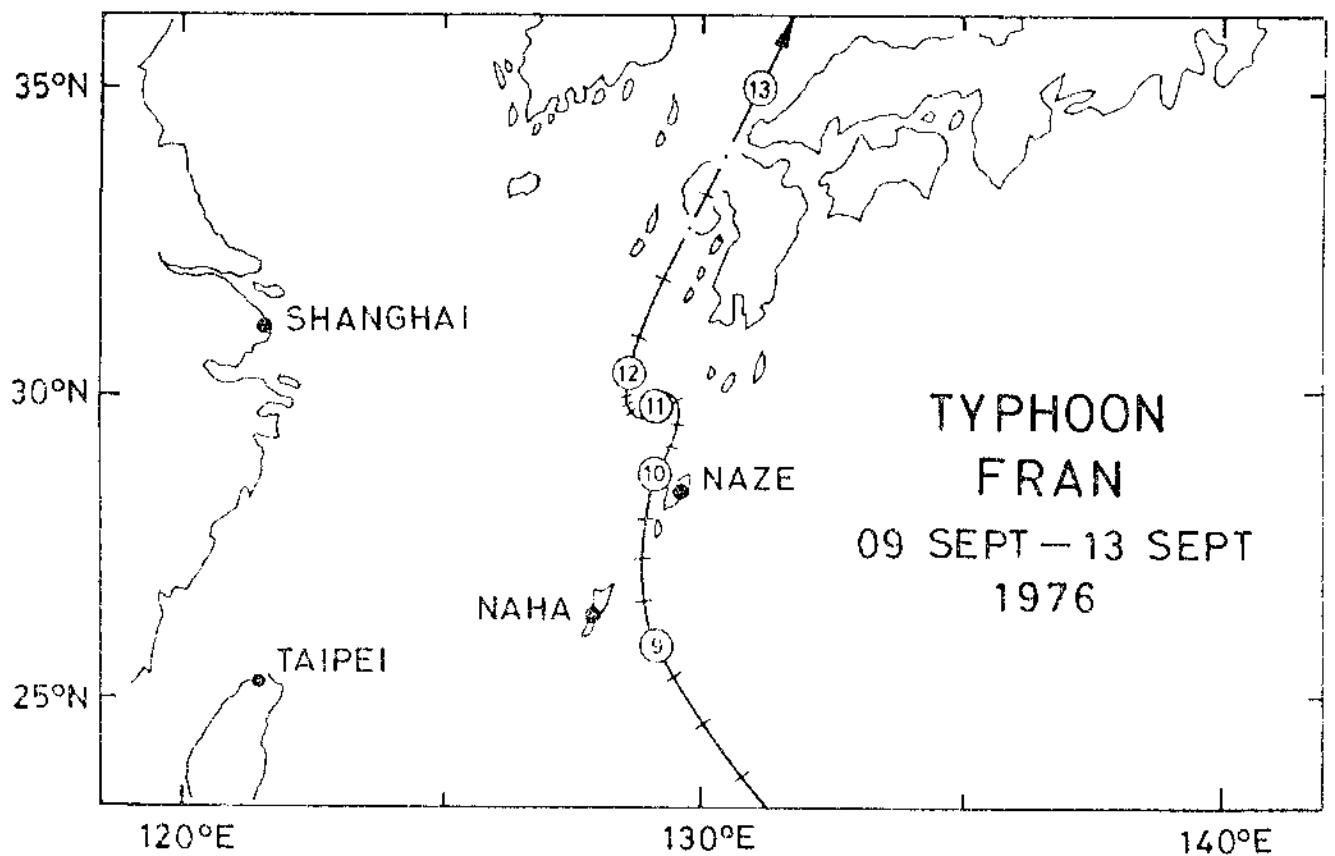 35°N
13
SHANGHAI
12
30°N
11
TYPHOON
FRAN
10
NAZE
09 SEPT – 13 SEPT
1976
NAHA
9
TAIPEI
25°N
120°E
130°E
140°E